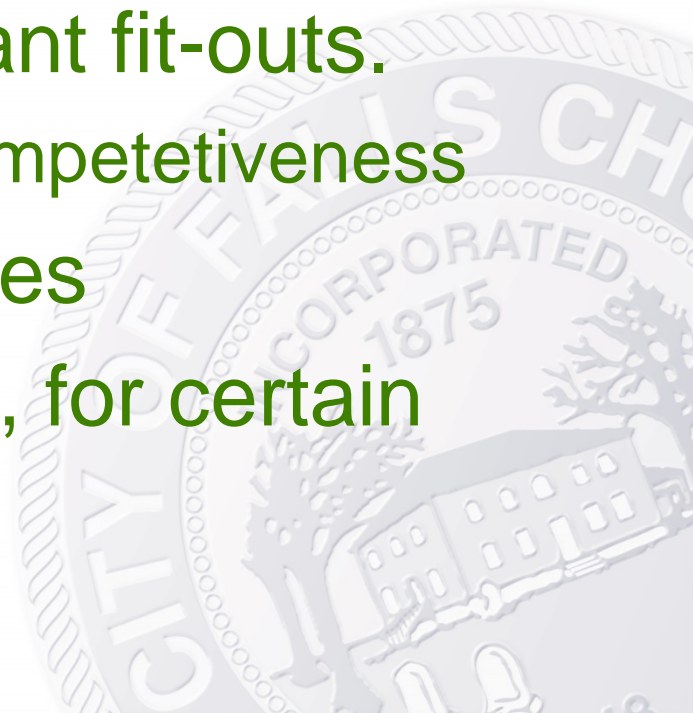 ant fit-outs.
mpetetiveness
es
, for certain
CITY OF FALLS CH
INCORPORATED
1875